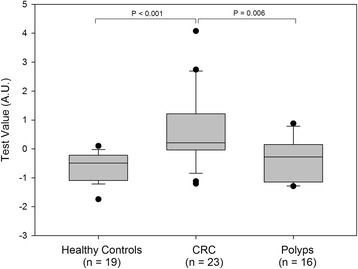 P < 0.001
P = 0.006
5
4
3
2
1
0
-1
-2
-3
Test Value (A.U.)
Healthy Controls
(n = 19)
CRC
(n = 23)
Polyps
(n = 16)